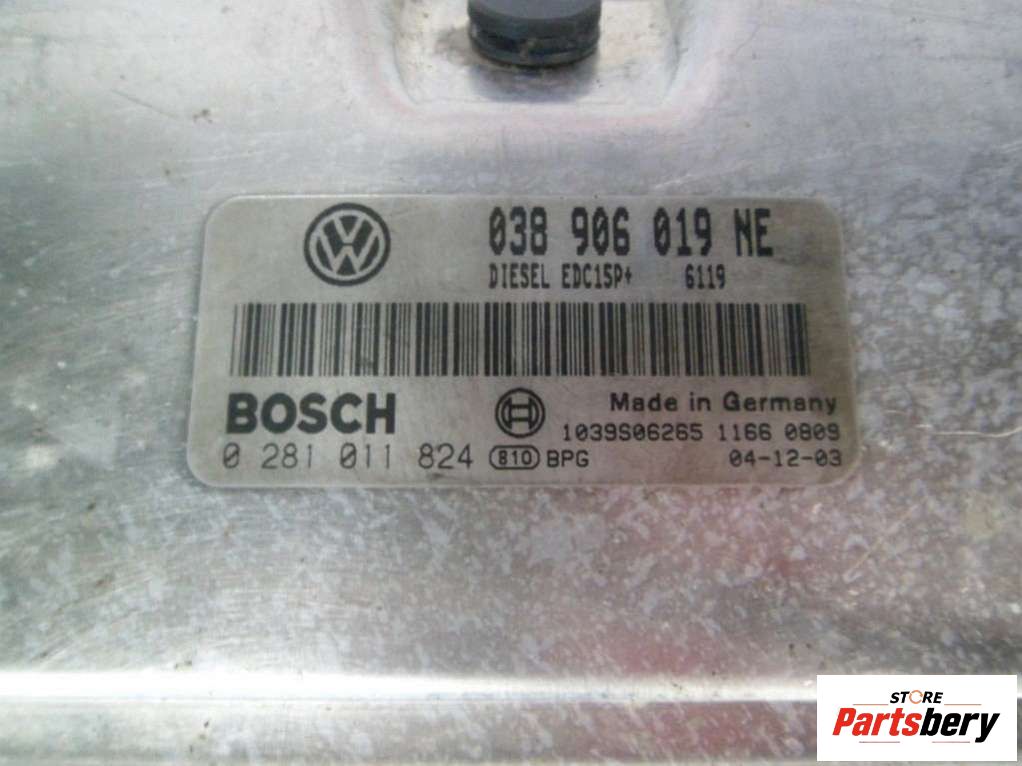 038 906 019 NE
DIESEL EDC15P+ 6119
BOSCH
Made in Germany
1039S06265 1166 0809
0 281 011 824 810 BPG 04-12-03
STORE
Partsbery